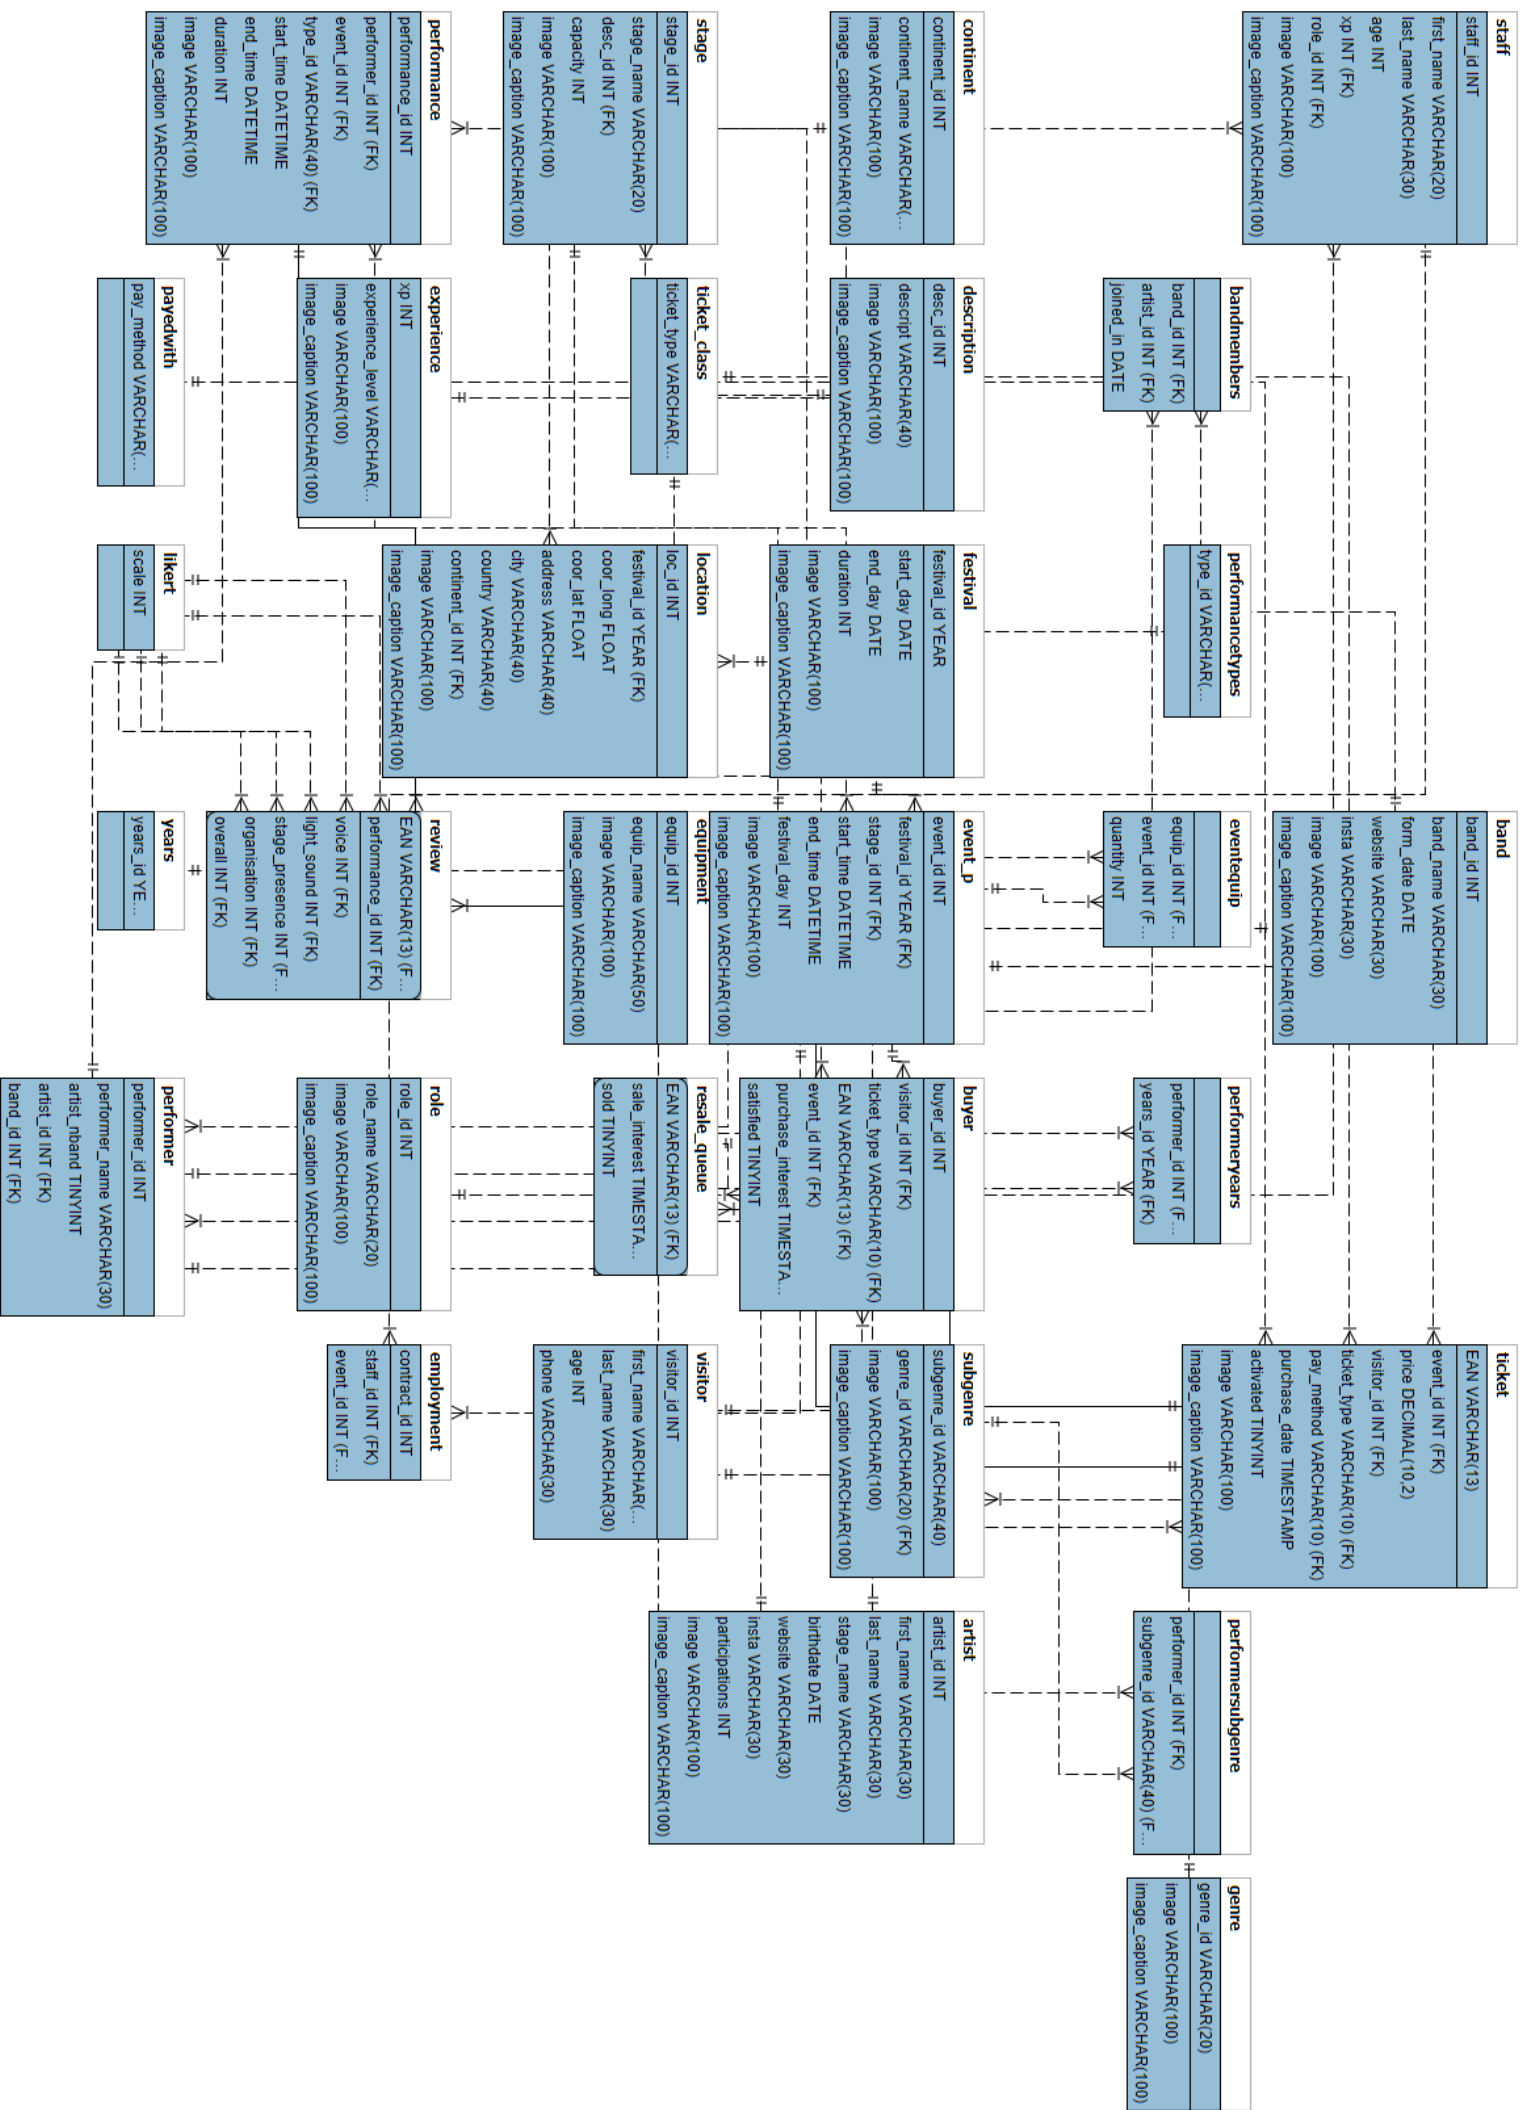 staff
staff_id INT
first_name VARCHAR(20)
last_name VARCHAR(30)
age INT
xp INT (FK)
role_id INT (FK)
image VARCHAR(100)
image_caption VARCHAR(100)
band
band_id INT
band_name VARCHAR(30)
form_date DATE
website VARCHAR(30)
insta VARCHAR(30)
image VARCHAR(100)
image_caption VARCHAR(100)
ticket
EAN VARCHAR(13)
event_id INT (FK)
price DECIMAL(10,2)
visitor_id INT (FK)
ticket_type VARCHAR(10) (FK)
pay_method VARCHAR(10) (FK)
purchase_date TIMESTAMP
activated TINYINT
image VARCHAR(100)
image_caption VARCHAR(100)
bandmembers
band_id INT (FK)
artist_id INT (FK)
joined_in DATE
performancetypes
type_id VARCHAR(...
eventequip
equip_id INT (F...
event_id INT (F...
quantity INT
performeryears
performer_id INT (F...
years_id YEAR (FK)
performersubgenre
performer_id INT (FK)
subgenre_id VARCHAR(40) (F...
genre
genre_id VARCHAR(20)
image VARCHAR(100)
image_caption VARCHAR(100)
continent
continent_id INT
continent_name VARCHAR(...
image VARCHAR(100)
image_caption VARCHAR(100)
description
desc_id INT
descript VARCHAR(40)
image VARCHAR(100)
image_caption VARCHAR(100)
festival
festival_id YEAR
start_day DATE
end_day DATE
duration INT
image VARCHAR(100)
image_caption VARCHAR(100)
event_p
event_id INT
festival_id YEAR (FK)
stage_id INT (FK)
start_time DATETIME
end_time DATETIME
festival_day INT
image VARCHAR(100)
image_caption VARCHAR(100)
buyer
buyer_id INT
visitor_id INT (FK)
ticket_type VARCHAR(10) (FK)
EAN VARCHAR(13) (FK)
event_id INT (FK)
purchase_interest TIMESTA...
satisfied TINYINT
subgenre
subgenre_id VARCHAR(40)
genre_id VARCHAR(20) (FK)
image VARCHAR(100)
image_caption VARCHAR(100)
artist
artist_id INT
first_name VARCHAR(30)
last_name VARCHAR(30)
stage_name VARCHAR(30)
birthdate DATE
website VARCHAR(30)
insta VARCHAR(30)
participations INT
image VARCHAR(100)
image_caption VARCHAR(100)
stage
stage_id INT
stage_name VARCHAR(20)
desc_id INT (FK)
capacity INT
image VARCHAR(100)
image_caption VARCHAR(100)
ticket_class
ticket_type VARCHAR(...
location
loc_id INT
festival_id YEAR (FK)
coor_long FLOAT
coor_lat FLOAT
address VARCHAR(40)
city VARCHAR(40)
country VARCHAR(40)
continent_id INT (FK)
image VARCHAR(100)
image_caption VARCHAR(100)
equipment
equip_id INT
equip_name VARCHAR(50)
image VARCHAR(100)
image_caption VARCHAR(100)
resale_queue
EAN VARCHAR(13) (FK)
sale_interest TIMESTA...
sold TINYINT
visitor
visitor_id INT
first_name VARCHAR(...
last_name VARCHAR(30)
age INT
phone VARCHAR(30)
performance
performance_id INT
performer_id INT (FK)
event_id INT (FK)
type_id VARCHAR(40) (FK)
start_time DATETIME
end_time DATETIME
duration INT
image VARCHAR(100)
image_caption VARCHAR(100)
experience
xp INT
experience_level VARCHAR(...
image VARCHAR(100)
image_caption VARCHAR(100)
review
EAN VARCHAR(13) (F...
performance_id INT (FK)
voice INT (FK)
light_sound INT (FK)
stage_presence INT (F...
organisation INT (FK)
overall INT (FK)
role
role_id INT
role_name VARCHAR(20)
image VARCHAR(100)
image_caption VARCHAR(100)
employment
contract_id INT
staff_id INT (FK)
event_id INT (F...
payedwith
pay_method VARCHAR(...
likert
scale INT
years
years_id YE...
performer
performer_id INT
performer_name VARCHAR(30)
artist_nband TINYINT
artist_id INT (FK)
band_id INT (FK)